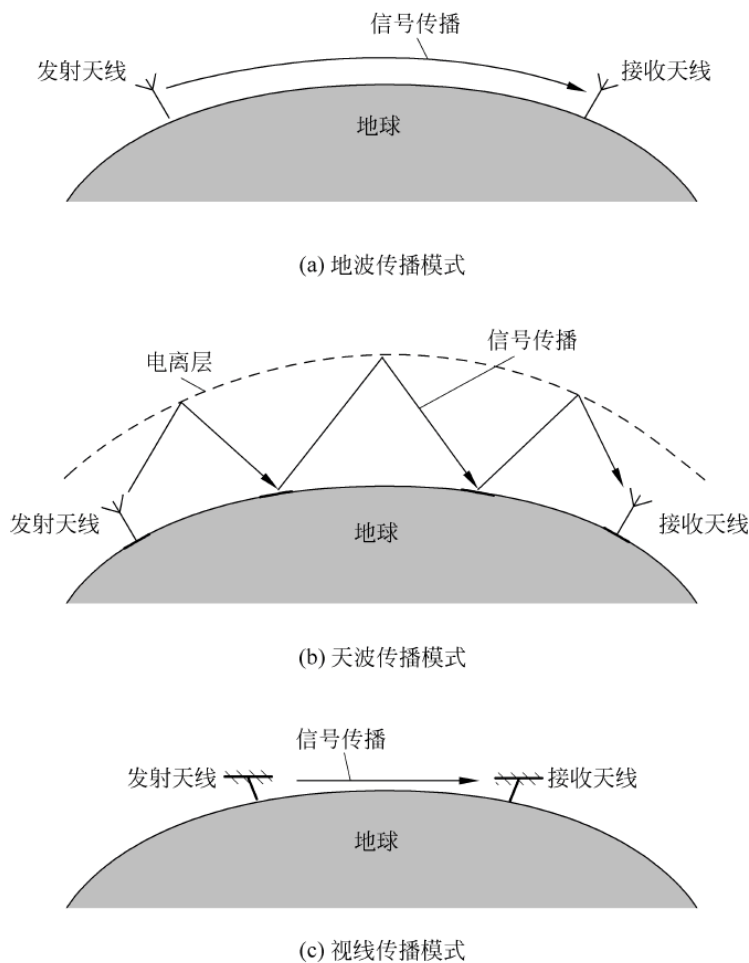 信号传播
发射天线
接收天线
地球
(a) 地波传播模式
电离层
信号传播
发射天线
地球
接收天线
(b) 天波传播模式
信号传播
发射天线
接收天线
地球
(c) 视线传播模式